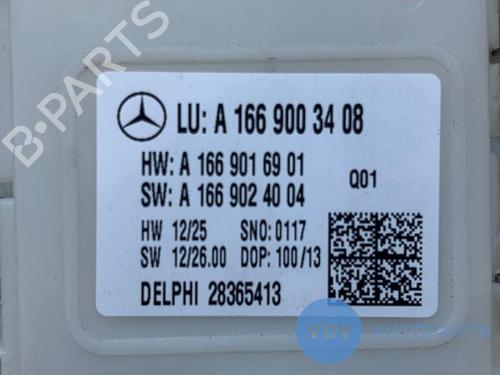 B-PARTS
LU: A 166 900 34 08
HW: A 166 901 69 01
SW: A 166 902 40 04
Q01
HW 12/25 SNO: 0117
SW 12/26.00 DOP: 100/13
DELPHI 28365413
VDV AUTOPARTS